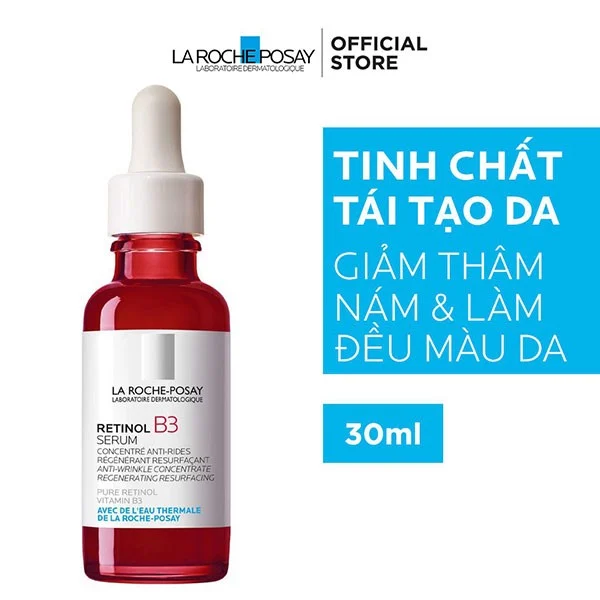 LA ROCHE POSAY
LABORATOIRE DERMATOLOGIQUE
OFFICIAL
STORE
TINH CHẤT
TÁI TẠO DA
GIẢM THÂM
NÁM & LÀM
ĐỀU MÀU DA
30ml
LA ROCHE-POSAY
LABORATOIRE DERMATOLOGIQUE
RETINOL B3
SERUM
CONCENTRÉ ANTI-RIDES
RÉGÉNÉRANT RESURFAÇANT
ANTI-WRINKLE CONCENTRATE
REGENERATING RESURFACING
PURE RETINOL
VITAMIN B3
AVEC DE L'EAU THERMALE
DE LA ROCHE-POSAY